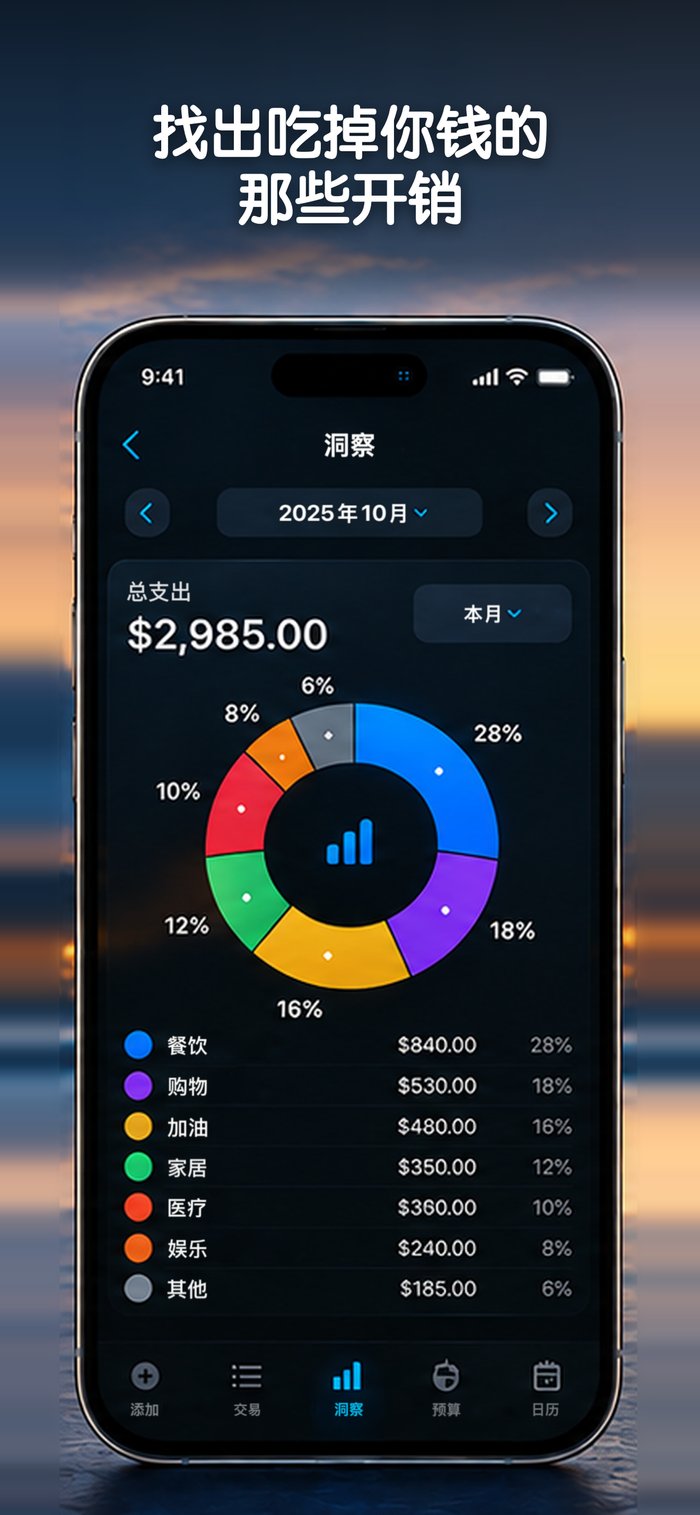 找出吃掉你钱的
那些开销
9:41
洞察
2025年10月
总支出
$2,985.00
本月
6%
8%
28%
10%
12%
18%
16%
餐饮 $840.00 28%
购物 $530.00 18%
加油 $480.00 16%
家居 $350.00 12%
医疗 $360.00 10%
娱乐 $240.00 8%
其他 $185.00 6%
添加 交易 洞察 预算 日历